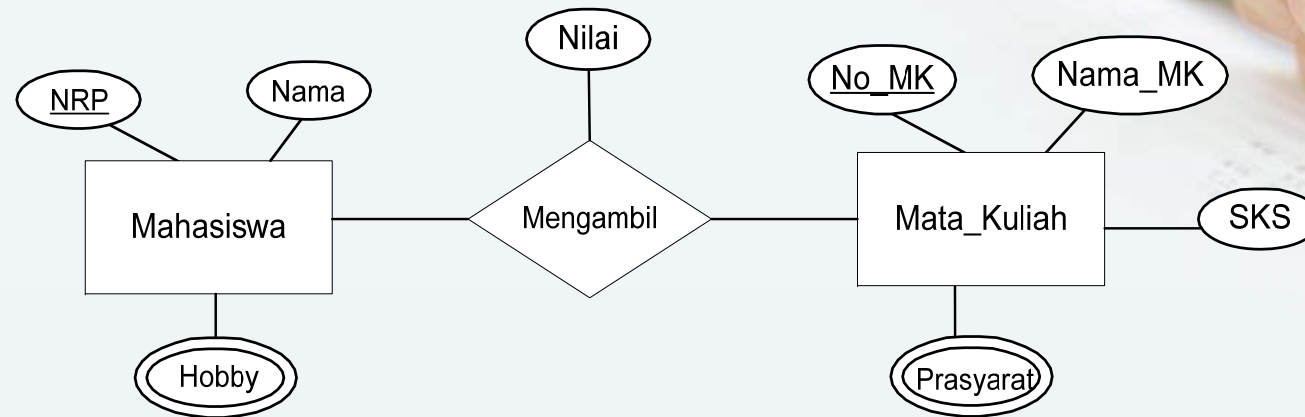 Nilai
NRP
Nama
No_MK
Nama_MK
Mahasiswa
Mengambil
Mata_Kuliah
SKS
Hobby
Prasyarat